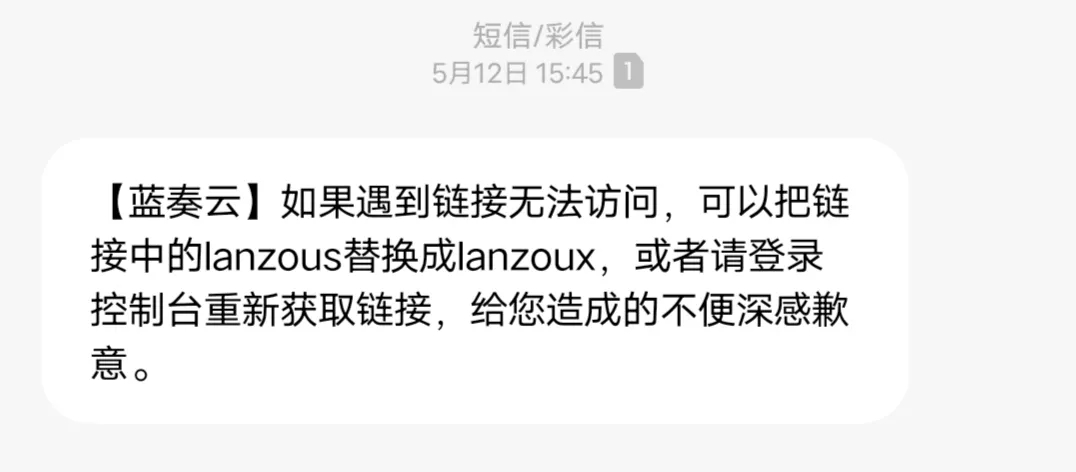 短信/彩信
5月12日 15:45 1
【蓝奏云】如果遇到链接无法访问，可以把链
接中的lanzous替换成lanzoux，或者请登录
控制台重新获取链接，给您造成的不便深感歉
意。